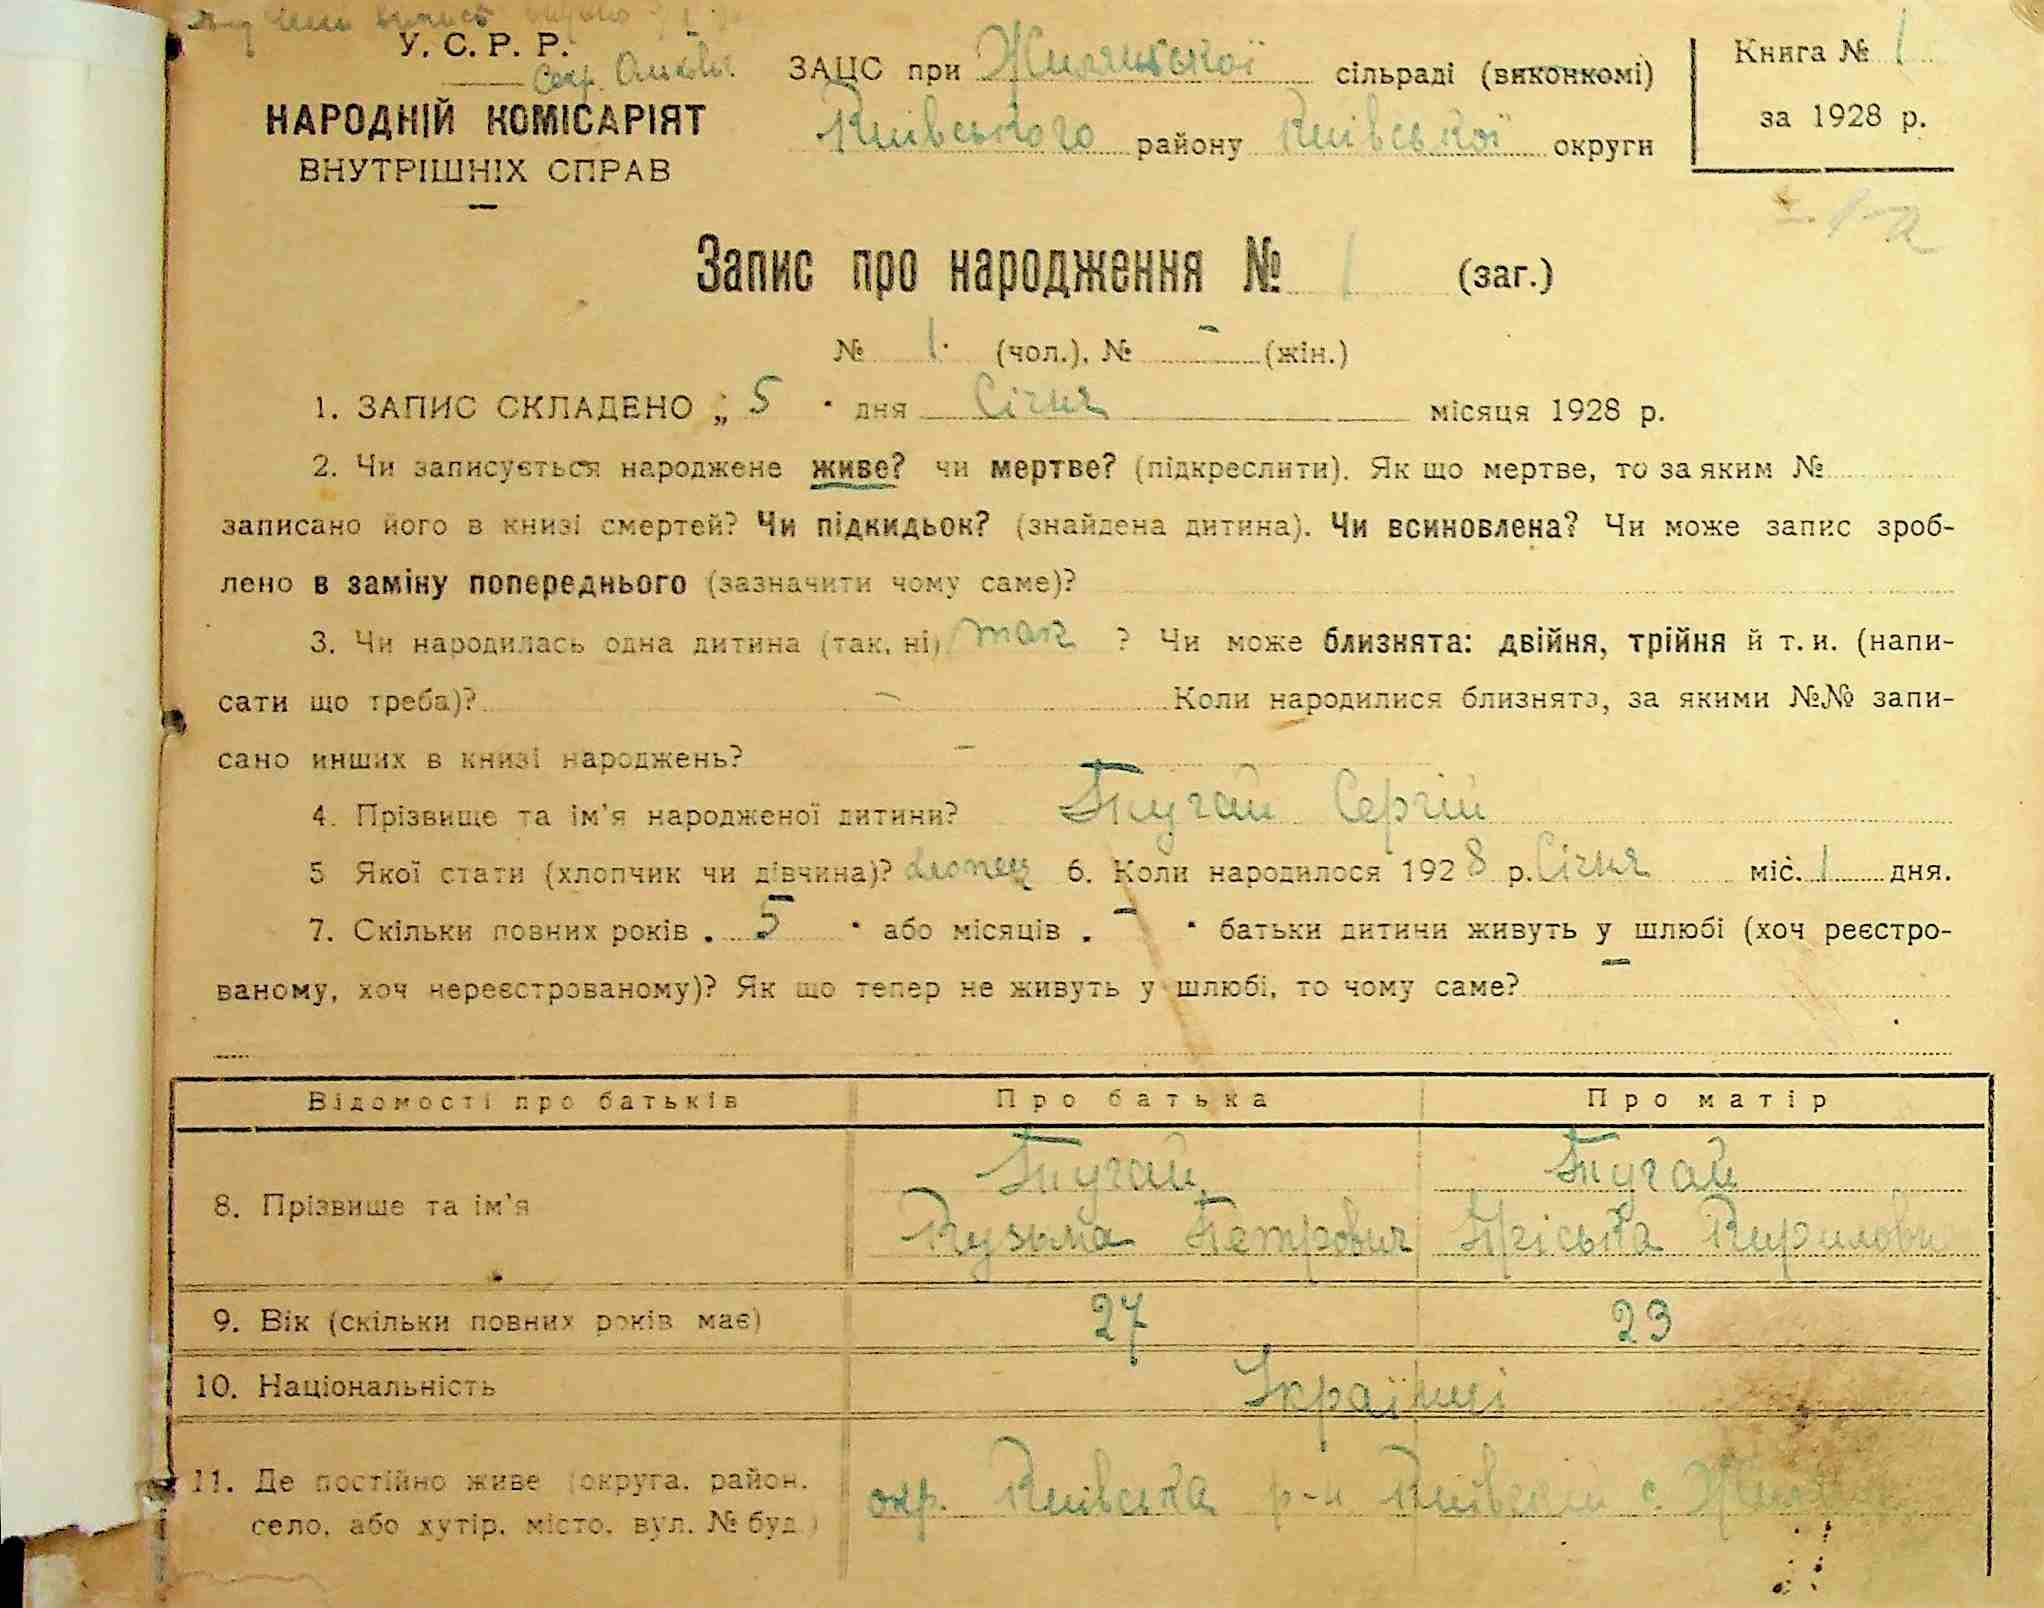 У. С. Р. Р.
НАРОДНІЙ КОМІСАРІЯТ
ВНУТРІШНІХ СПРАВ
ЗАЦС при Жилянської сільраді (виконкомі)
Київського району Київської округи
Книга № 1
за 1928 р.
Запис про народження № 1 (заг.)
№ 1 (чол.), № - (жін.)
1. ЗАПИС СКЛАДЕНО „ 5 " дня Січня місяця 1928 р.
2. Чи записується народжене живе? чи мертве? (підкреслити). Як що мертве, то за яким №
записано його в книзі смертей? Чи підкидьок? (знайдена дитина). Чи всиновлена? Чи може запис зроб-
лено в заміну попереднього (зазначити чому саме)?
3. Чи народилась одна дитина (так, ні) так ? Чи може близнята: двійня, трійня й т. и. (напи-
сати що треба)? - Коли народилися близнята, за якими №№ запи-
сано инших в книзі народжень? -
4. Прізвище та ім'я народженої дитини? Пугай Сергій
5 Якої стати (хлопчик чи дівчина)? хлопец 6. Коли народилося 1928 р. Січня міс. 1 дня.
7. Скільки повних років „ 5 " або місяців „ - " батьки дитини живуть у шлюбі (хоч реєстро-
ваному, хоч нереєстрованому)? Як що тепер не живуть у шлюбі, то чому саме?
Відомості про батьків Про батька Про матір
8. Прізвище та ім'я Пугай Кузьма Петрович Пугай Пріська
9. Вік (скільки повних років має) 27 23
10. Національність Українці
11. Де постійно живе (округа, район, село, або хутір, місто, вул. № буд.) окр. Київська р-н Київский с.